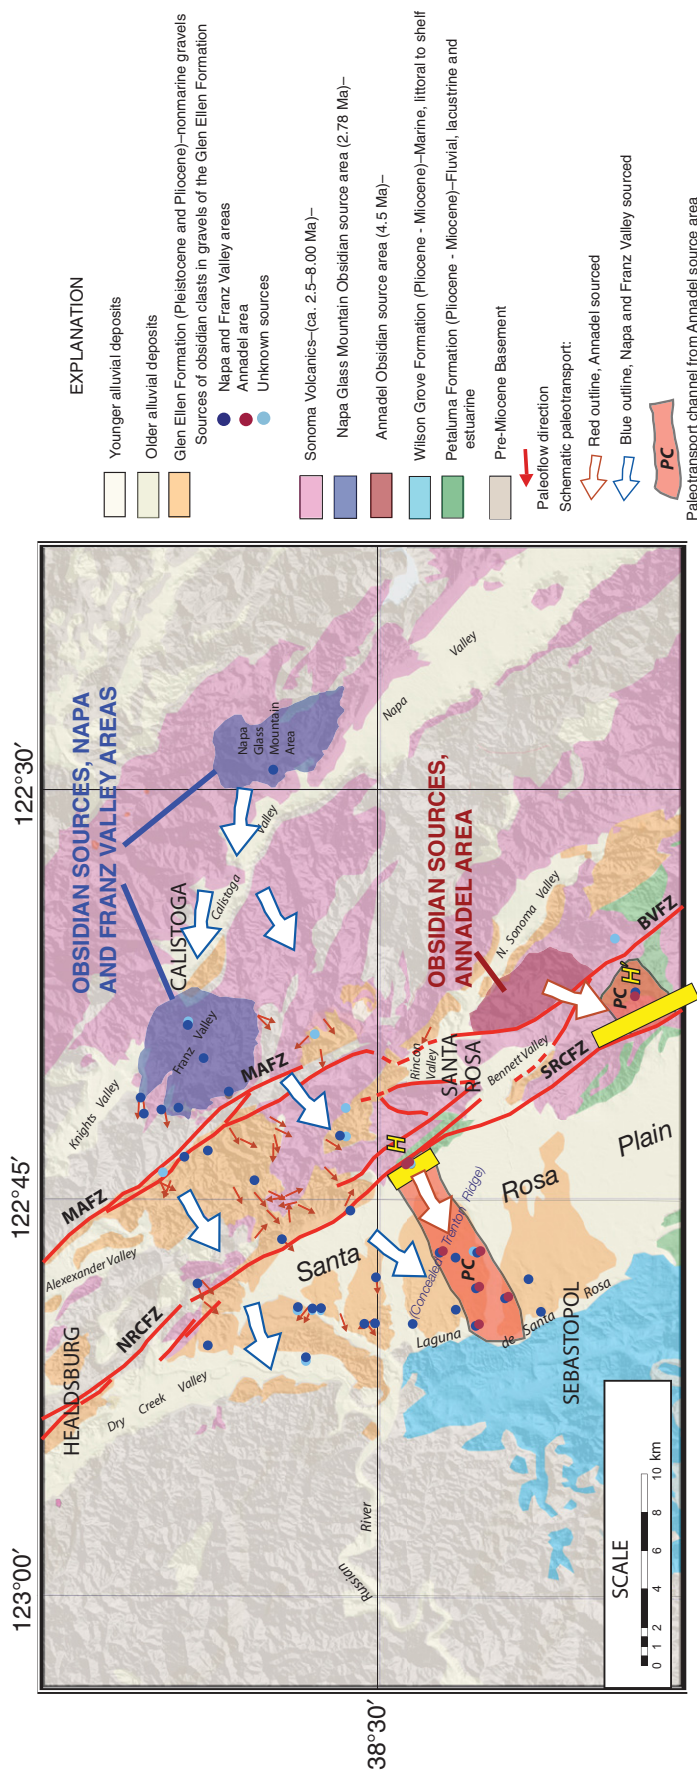 122°30′
122°45′
123°00′
38°30′
OBSIDIAN SOURCES, NAPA
AND FRANZ VALLEY AREAS
CALISTOGA
Napa
Glass
Mountain
Area
Calistoga
Valley
Napa
Valley
Knights Valley
Franz Valley
MAFZ
MAFZ
Alexexander Valley
HEALDSBURG
NRCFZ
Dry Creek Valley
Russian
River
OBSIDIAN SOURCES,
ANNADEL AREA
N. Sonoma Valley
Rincon
Valley
SANTA
ROSA
Bennett Valley
SRCFZ
BVFZ
PC
H'
H
PC
(Concealed Trenton Ridge)
Santa
Rosa
Plain
Laguna
de Santa Rosa
SEBASTOPOL
SCALE
0 1 2 4 6 8 10 km
EXPLANATION
Younger alluvial deposits
Older alluvial deposits
Glen Ellen Formation (Pleistocene and Pliocene)–nonmarine gravels
Sources of obsidian clasts in gravels of the Glen Ellen Formation
Napa and Franz Valley areas
Annadel area
Unknown sources
Sonoma Volcanics–(ca. 2.5–8.00 Ma)–
Napa Glass Mountain Obsidian source area (2.78 Ma)–
Annadel Obsidian source area (4.5 Ma)–
Wilson Grove Formation (Pliocene - Miocene)–Marine, littoral to shelf
Petaluma Formation (Pliocene - Miocene)–Fluvial, lacustrine and
estuarine
Pre-Miocene Basement
Paleoflow direction
Schematic paleotransport:
Red outline, Annadel sourced
Blue outline, Napa and Franz Valley sourced
PC
Paleotransport channel from Annadel source area